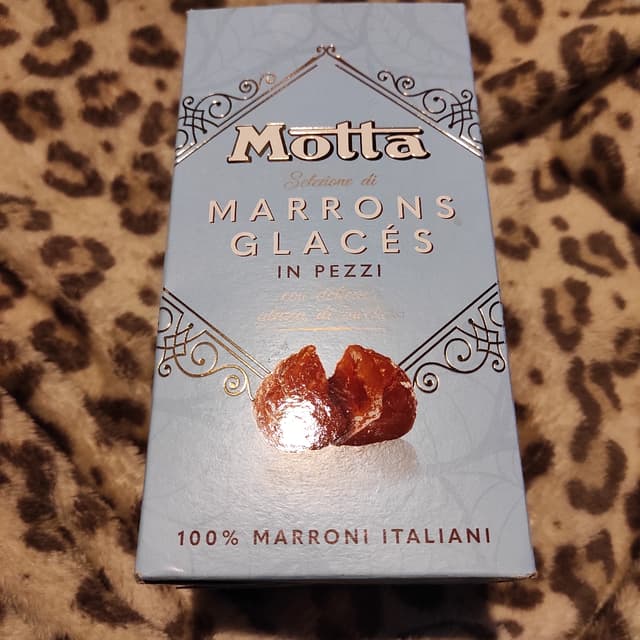 Motta
Selezione di
MARRONS
GLACÉS
IN PEZZI
100% MARRONI ITALIANI